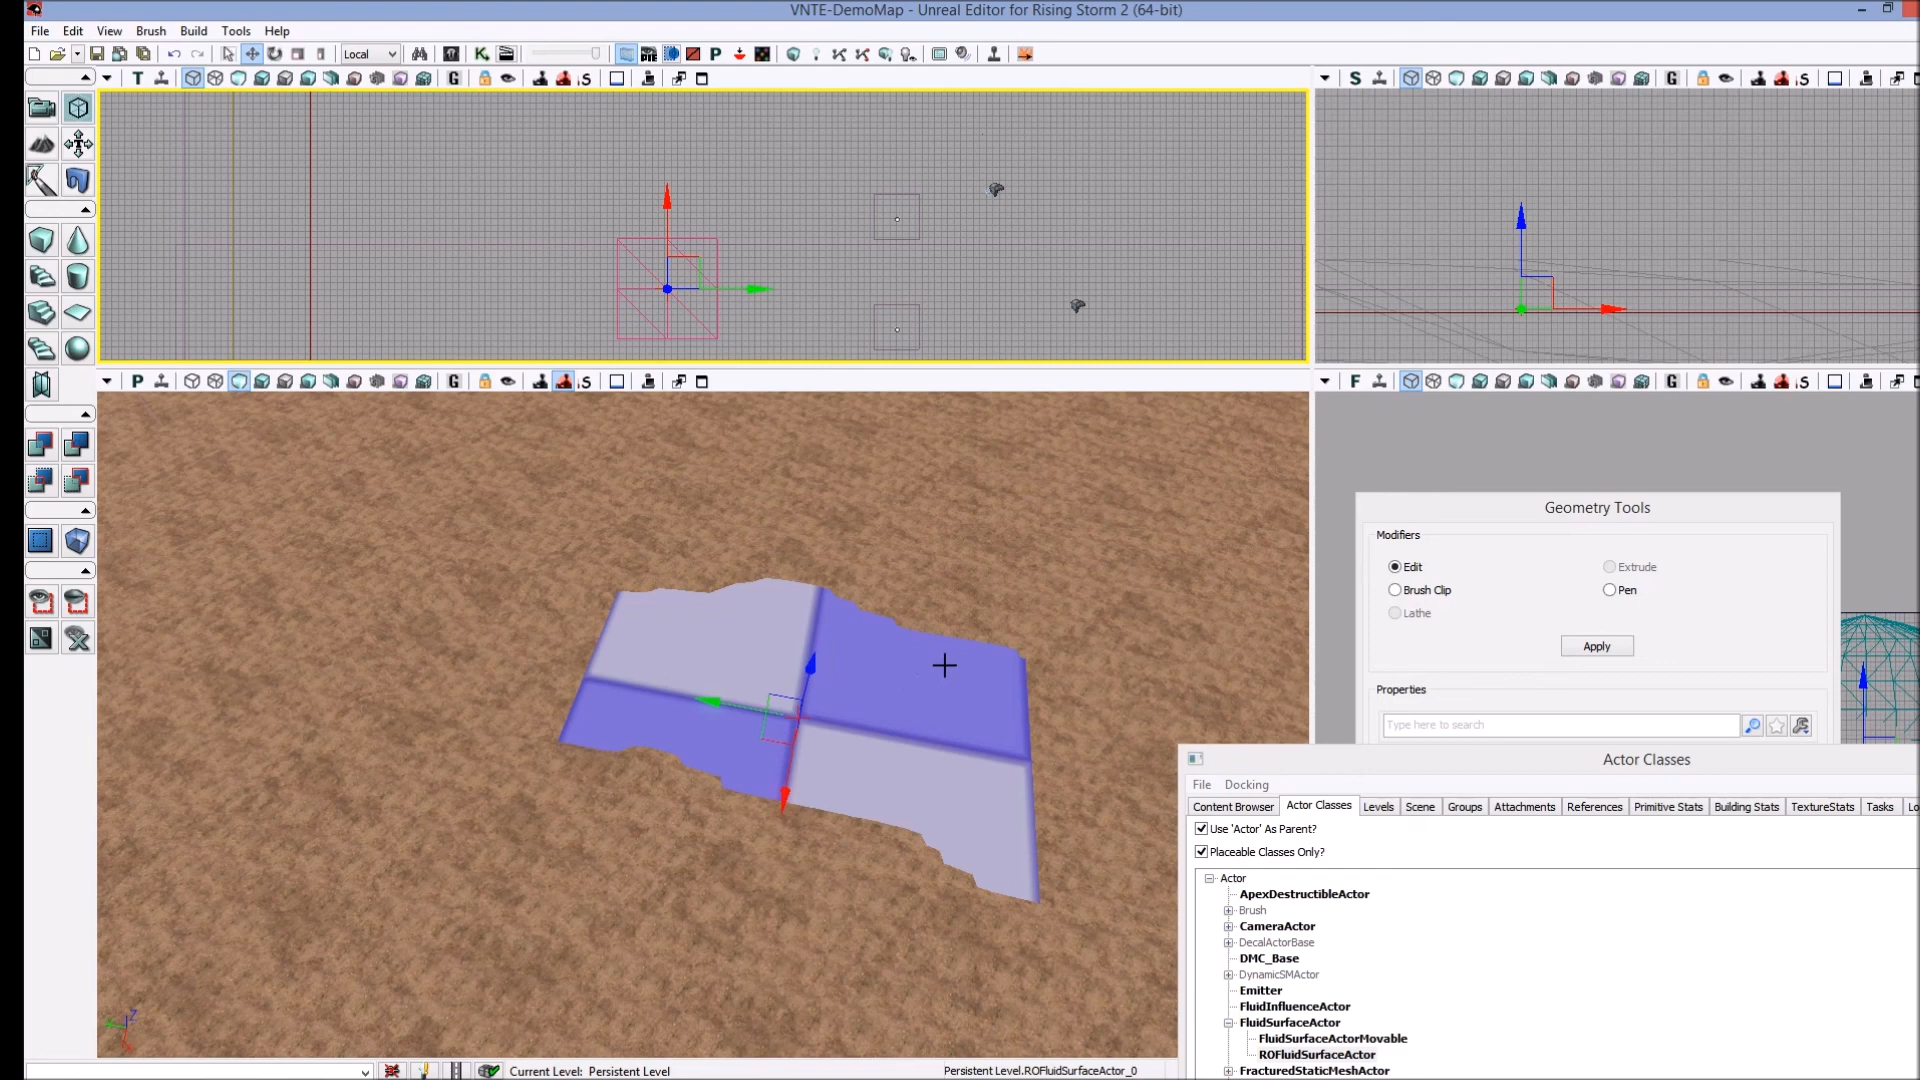 VNTE-DemoMap - Unreal Editor for Rising Storm 2 (64-bit)
File Edit View Brush Build Tools Help
Local
T G S
S G S
P G S
F G S
Geometry Tools
Modifiers
Edit Extrude
Brush Clip Pen
Lathe
Apply
Properties
Type here to search
Actor Classes
File Docking
Content Browser Actor Classes Levels Scene Groups Attachments References Primitive Stats Building Stats TextureStats Tasks Lo
Use 'Actor' As Parent?
Placeable Classes Only?
Actor
ApexDestructibleActor
Brush
CameraActor
DecalActorBase
DMC_Base
DynamicSMActor
Emitter
FluidInfluenceActor
FluidSurfaceActor
FluidSurfaceActorMovable
ROFluidSurfaceActor
FracturedStaticMeshActor
Z
Current Level: Persistent Level
Persistent Level.ROFluidSurfaceActor_0